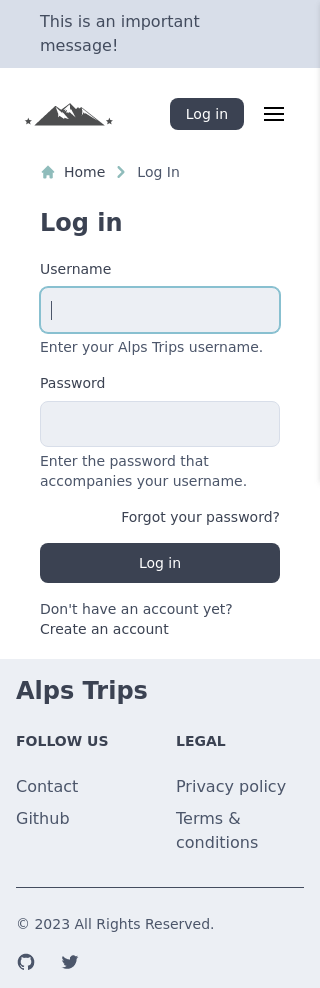 This is an important
message!
Log in
Home
Log In
Log in
Username
Enter your Alps Trips username.
Password
Enter the password that
accompanies your username.
Forgot your password?
Log in
Don't have an account yet?
Create an account
Alps Trips
FOLLOW US
LEGAL
Contact
Privacy policy
Github
Terms &
conditions
© 2023 All Rights Reserved.